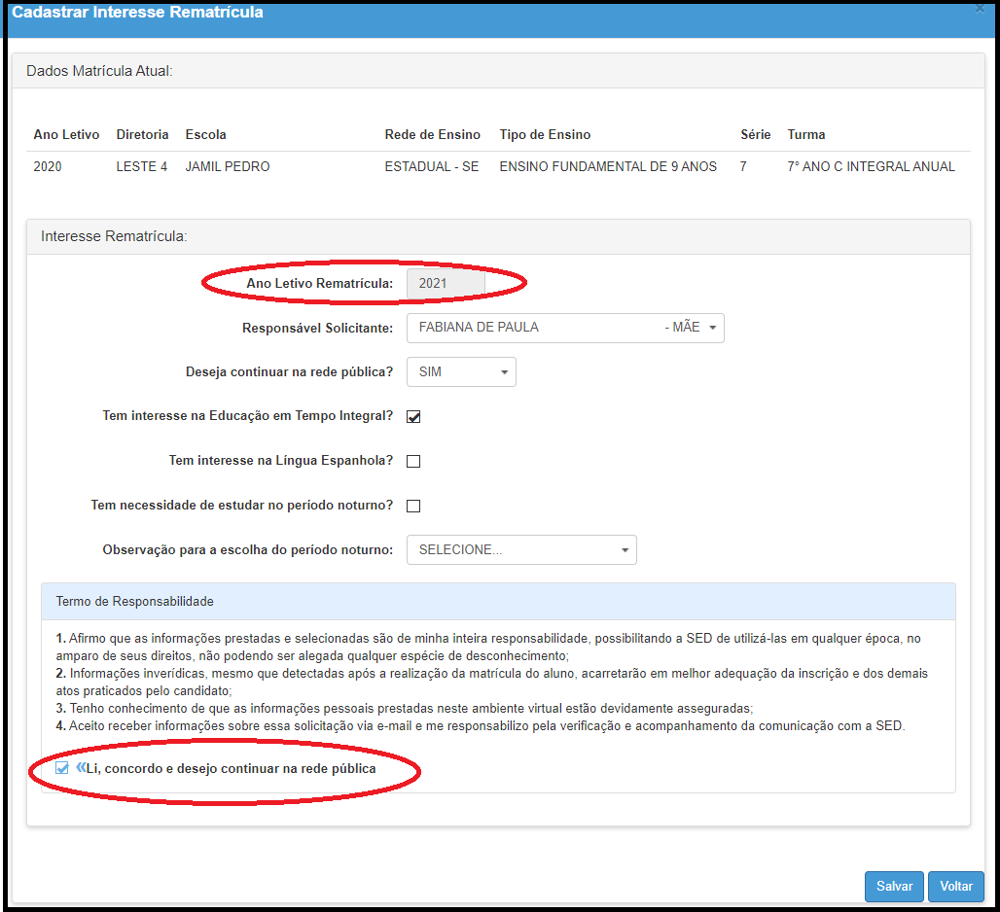 Cadastrar Interesse Rematrícula
×
Dados Matrícula Atual:
Ano Letivo Diretoria Escola Rede de Ensino Tipo de Ensino Série Turma
2020 LESTE 4 JAMIL PEDRO ESTADUAL - SE ENSINO FUNDAMENTAL DE 9 ANOS 7 7° ANO C INTEGRAL ANUAL
Interesse Rematrícula:
Ano Letivo Rematrícula: 2021
Responsável Solicitante: FABIANA DE PAULA - MÃE
Deseja continuar na rede pública? SIM
Tem interesse na Educação em Tempo Integral?
Tem interesse na Língua Espanhola?
Tem necessidade de estudar no período noturno?
Observação para a escolha do período noturno: SELECIONE...
Termo de Responsabilidade
1. Afirmo que as informações prestadas e selecionadas são de minha inteira responsabilidade, possibilitando a SED de utilizá-las em qualquer época, no
amparo de seus direitos, não podendo ser alegada qualquer espécie de desconhecimento;
2. Informações inverídicas, mesmo que detectadas após a realização da matrícula do aluno, acarretarão em melhor adequação da inscrição e dos demais
atos praticados pelo candidato;
3. Tenho conhecimento de que as informações pessoais prestadas neste ambiente virtual estão devidamente asseguradas;
4. Aceito receber informações sobre essa solicitação via e-mail e me responsabilizo pela verificação e acompanhamento da comunicação com a SED.
«Li, concordo e desejo continuar na rede pública
Salvar Voltar